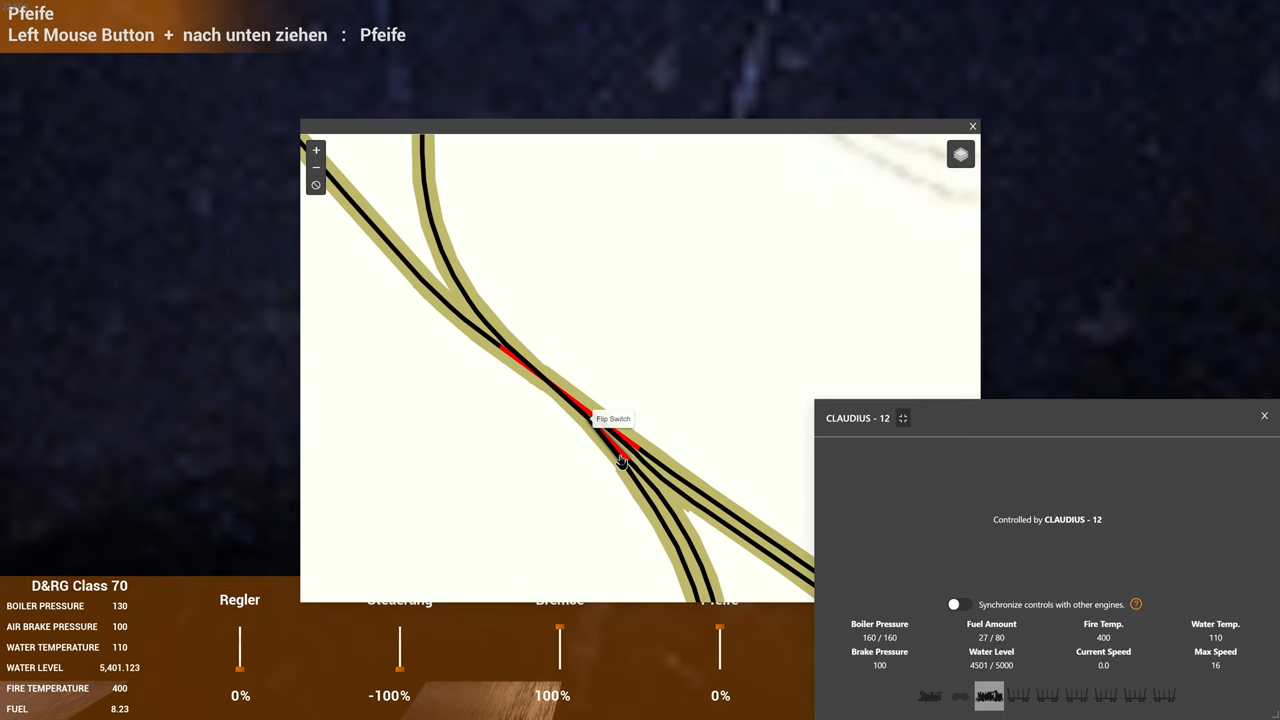 Pfeife
Left Mouse Button + nach unten ziehen : Pfeife
X
+
−
Flip Switch
CLAUDIUS - 12
X
Controlled by CLAUDIUS - 12
Synchronize controls with other engines. ?
Boiler Pressure
160 / 160
Fuel Amount
27 / 80
Fire Temp.
400
Water Temp.
110
Brake Pressure
100
Water Level
4501 / 5000
Current Speed
0.0
Max Speed
16
D&RG Class 70
BOILER PRESSURE 130
AIR BRAKE PRESSURE 100
WATER TEMPERATURE 110
WATER LEVEL 5,401.123
FIRE TEMPERATURE 400
FUEL 8.23
Regler
0%
Steuerung
-100%
Bremse
100%
Pfeife
0%